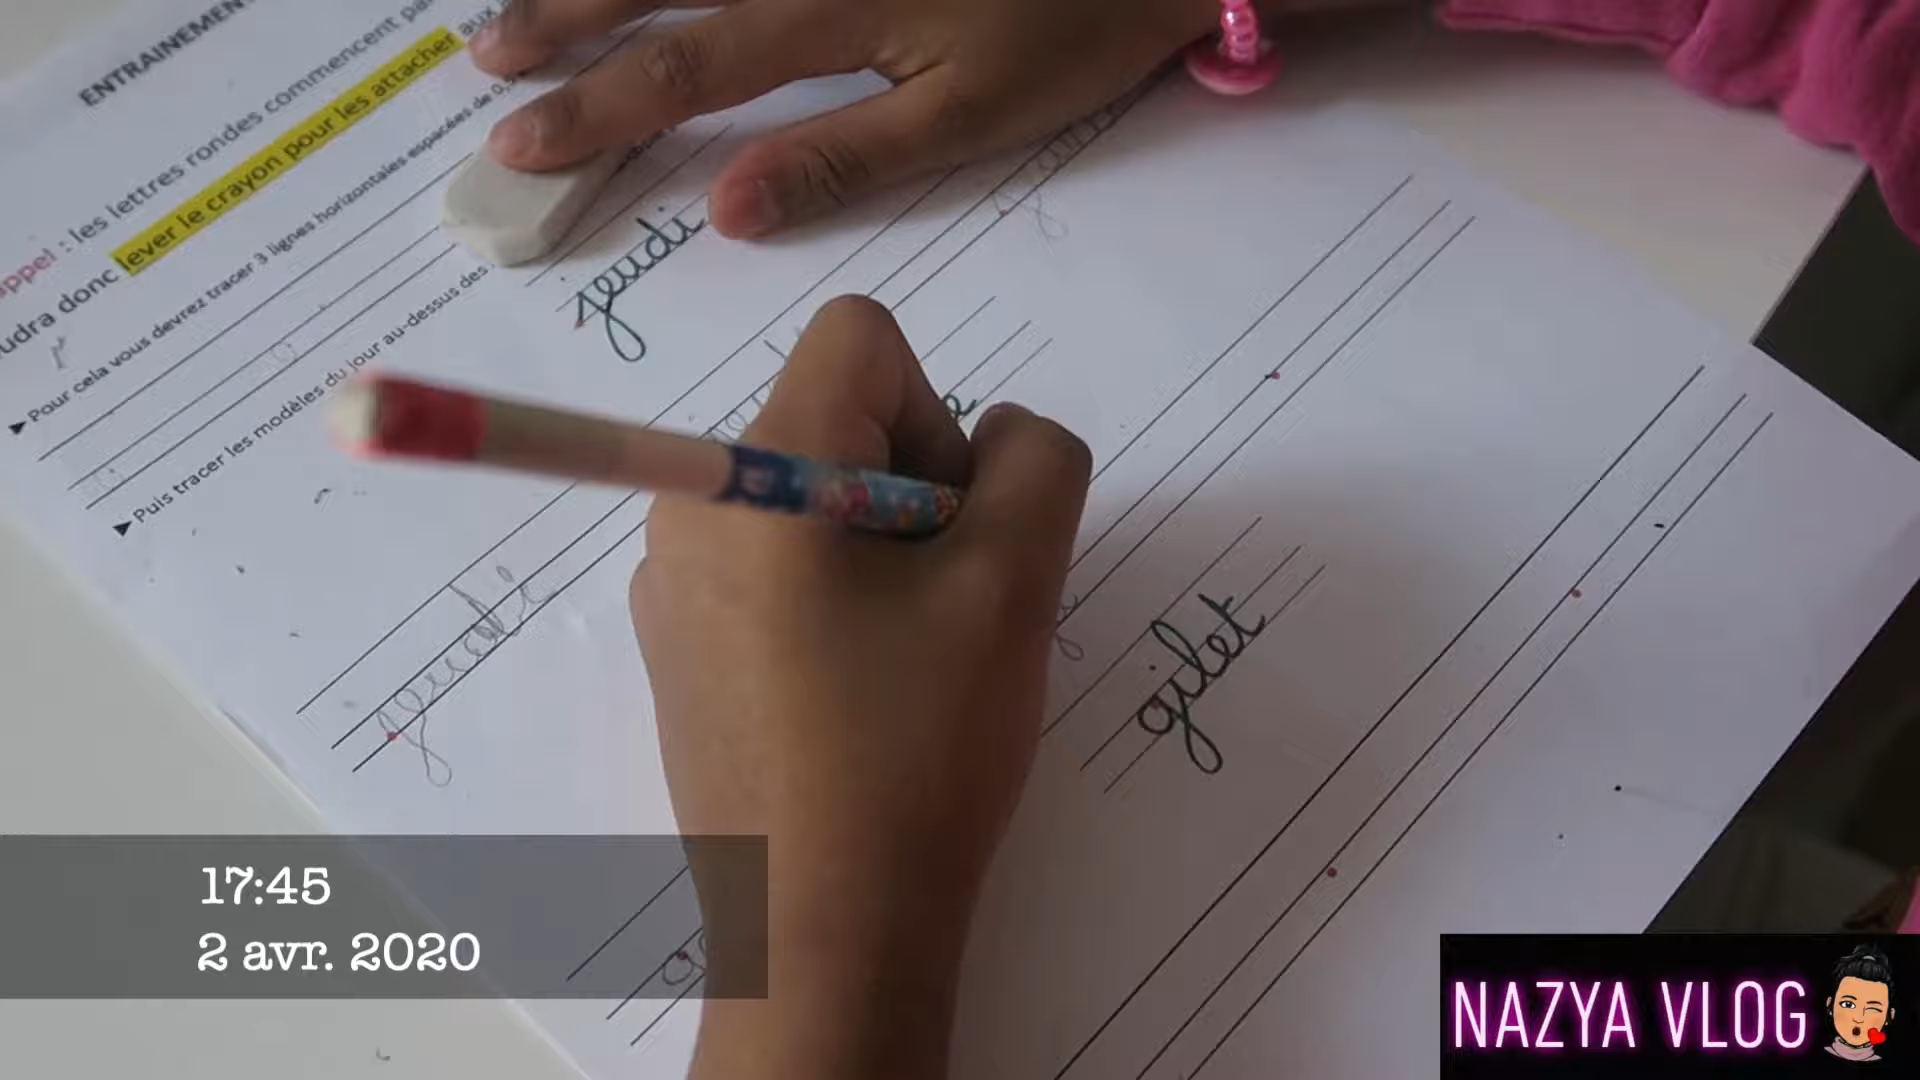 ENTRAINEMENT
rappel : les lettres rondes commencent
udra donc lever le crayon pour les attacher aux
▶ Pour cela vous devrez tracer 3 lignes horizontales espacées de 0,
▶ Puis tracer les modèles du jour au-dessus des
jeudi
jeudi
gilet
17:45
2 avr. 2020
NAZYA VLOG